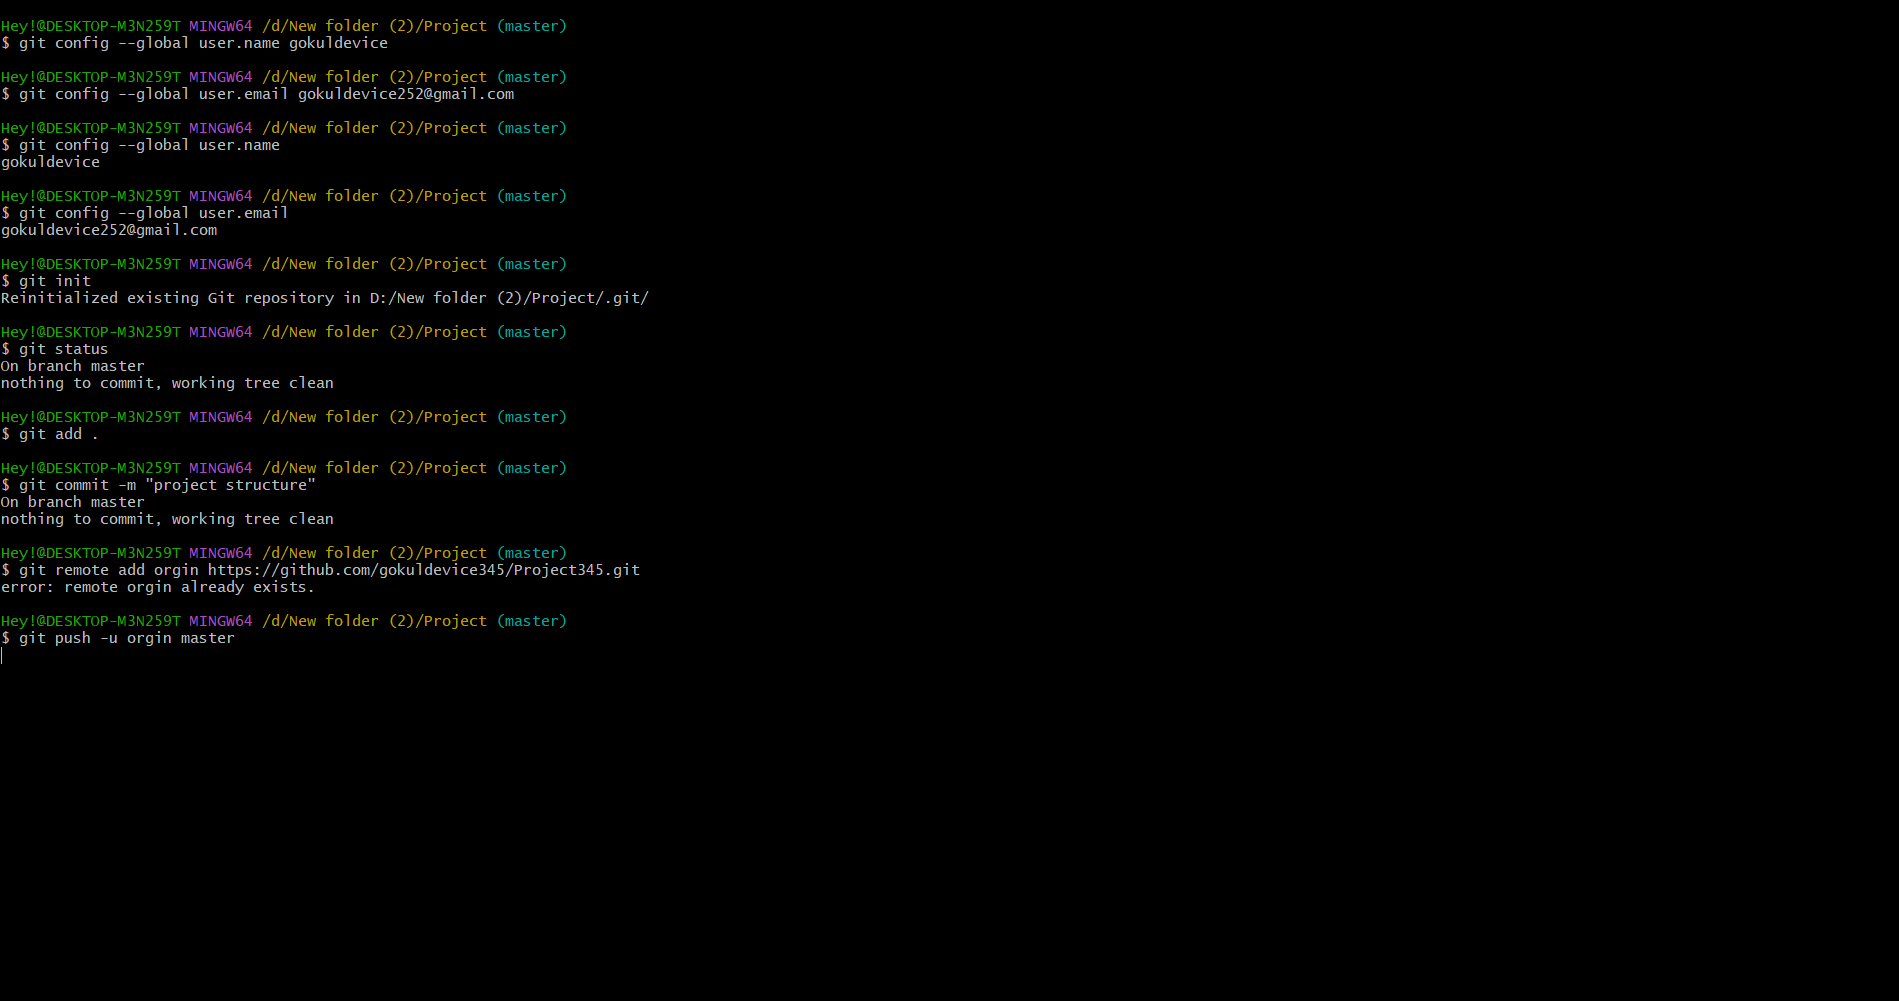 Hey!@DESKTOP-M3N259T MINGW64 /d/New folder (2)/Project (master)
$ git config --global user.name gokuldevice
Hey!@DESKTOP-M3N259T MINGW64 /d/New folder (2)/Project (master)
$ git config --global user.email gokuldevice252@gmail.com
Hey!@DESKTOP-M3N259T MINGW64 /d/New folder (2)/Project (master)
$ git config --global user.name
gokuldevice
Hey!@DESKTOP-M3N259T MINGW64 /d/New folder (2)/Project (master)
$ git config --global user.email
gokuldevice252@gmail.com
Hey!@DESKTOP-M3N259T MINGW64 /d/New folder (2)/Project (master)
$ git init
Reinitialized existing Git repository in D:/New folder (2)/Project/.git/
Hey!@DESKTOP-M3N259T MINGW64 /d/New folder (2)/Project (master)
$ git status
On branch master
nothing to commit, working tree clean
Hey!@DESKTOP-M3N259T MINGW64 /d/New folder (2)/Project (master)
$ git add .
Hey!@DESKTOP-M3N259T MINGW64 /d/New folder (2)/Project (master)
$ git commit -m "project structure"
On branch master
nothing to commit, working tree clean
Hey!@DESKTOP-M3N259T MINGW64 /d/New folder (2)/Project (master)
$ git remote add orgin https://github.com/gokuldevice345/Project345.git
error: remote orgin already exists.
Hey!@DESKTOP-M3N259T MINGW64 /d/New folder (2)/Project (master)
$ git push -u orgin master